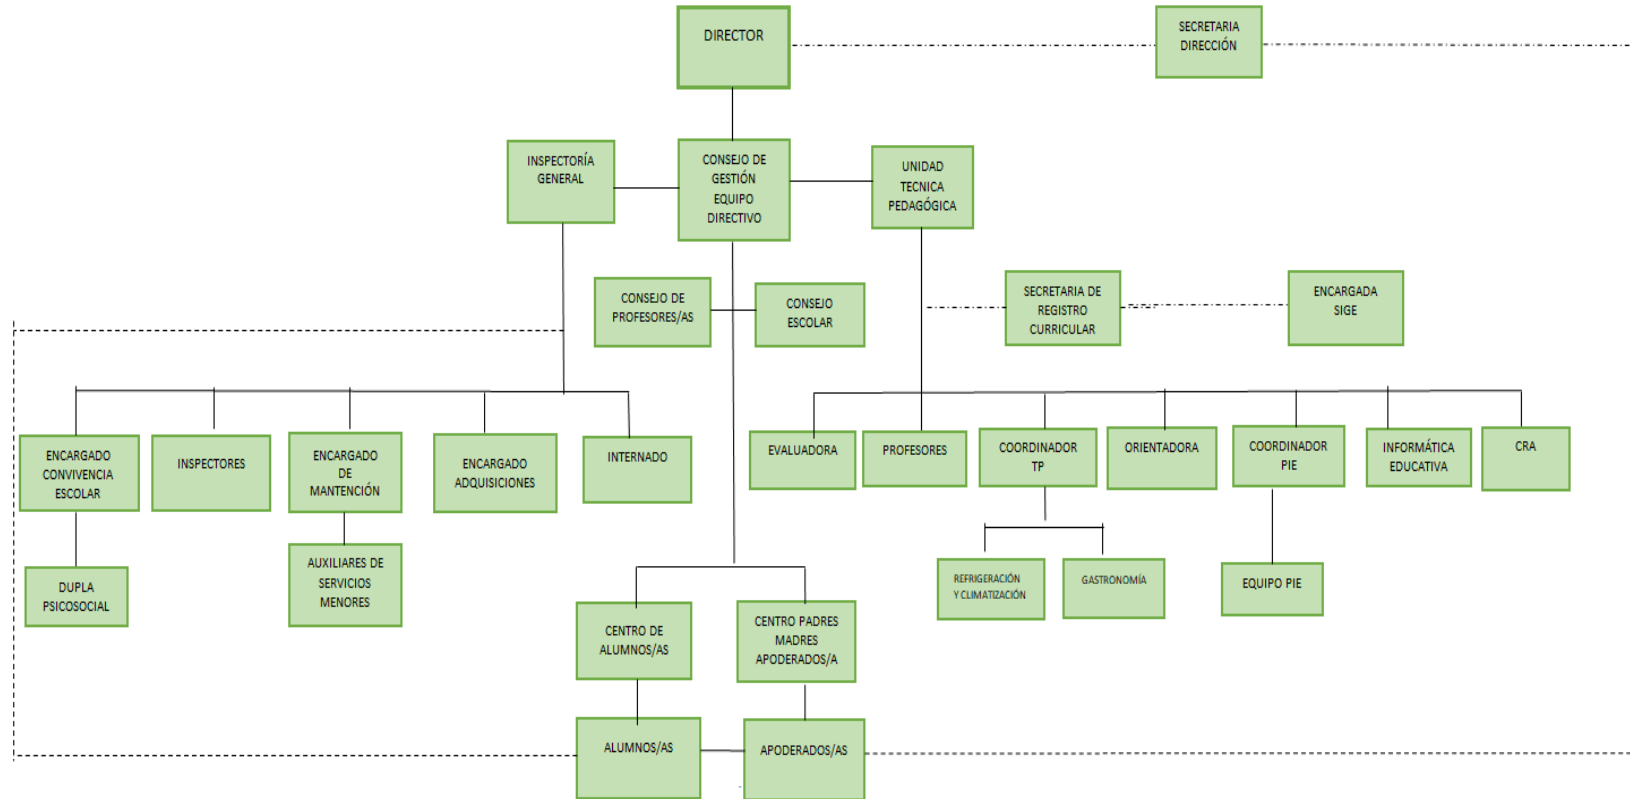 DIRECTOR
SECRETARIA
DIRECCIÓN
INSPECTORÍA
GENERAL
CONSEJO DE
GESTIÓN
EQUIPO
DIRECTIVO
UNIDAD
TECNICA
PEDAGÓGICA
CONSEJO DE
PROFESORES/AS
CONSEJO
ESCOLAR
SECRETARIA DE
REGISTRO
CURRICULAR
ENCARGADA
SIGE
ENCARGADO
CONVIVENCIA
ESCOLAR
INSPECTORES
ENCARGADO
DE
MANTENCIÓN
ENCARGADO
ADQUISICIONES
INTERNADO
EVALUADORA
PROFESORES
COORDINADOR
TP
ORIENTADORA
COORDINADOR
PIE
INFORMÁTICA
EDUCATIVA
CRA
DUPLA
PSICOSOCIAL
AUXILIARES DE
SERVICIOS
MENORES
REFRIGERACIÓN
Y CLIMATIZACIÓN
GASTRONOMÍA
EQUIPO PIE
CENTRO DE
ALUMNOS/AS
CENTRO PADRES
MADRES
APODERADOS/A
ALUMNOS/AS
APODERADOS/AS